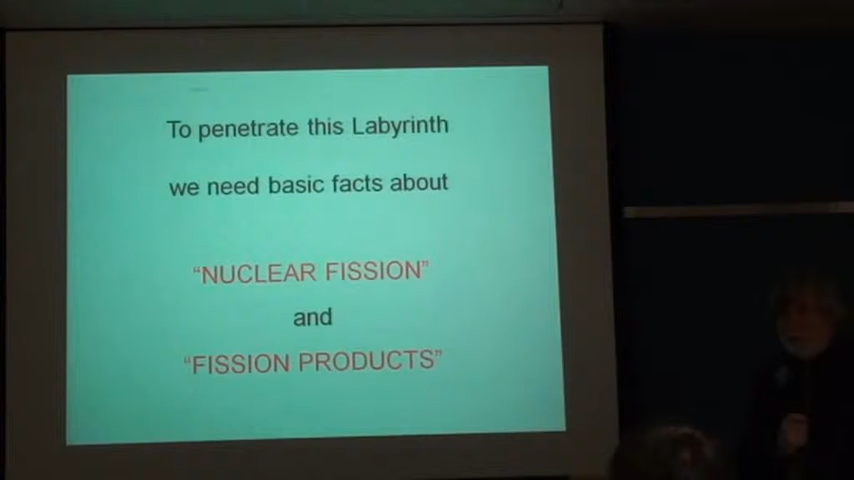 To penetrate this Labyrinth
we need basic facts about
“NUCLEAR FISSION”
and
“FISSION PRODUCTS”